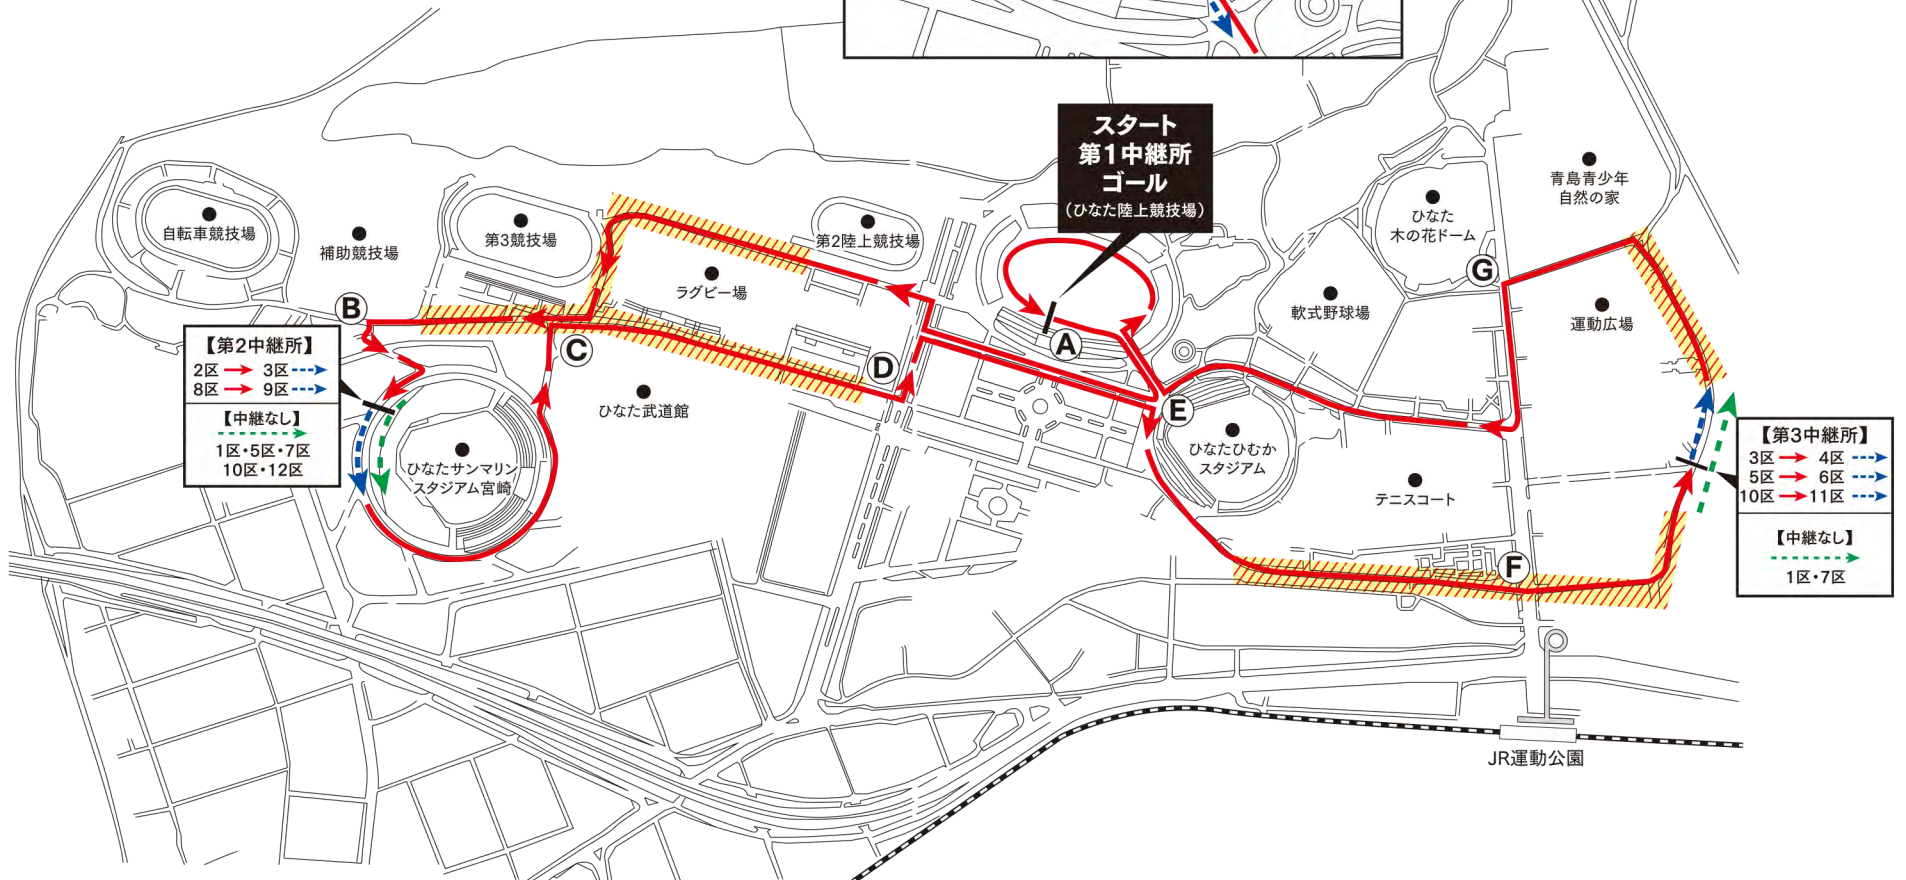 スタート
第1中継所
ゴール
(ひなた陸上競技場)
青島青少年
自然の家
ひなた
木の花ドーム
自転車競技場
補助競技場
第3競技場
第2陸上競技場
ラグビー場
軟式野球場
運動広場
G
B
A
C
D
E
F
【第2中継所】
2区 3区
8区 9区
【中継なし】
1区・5区・7区
10区・12区
ひなた武道館
ひなたサンマリン
スタジアム宮崎
ひなたひむか
スタジアム
テニスコート
【第3中継所】
3区 4区
5区 6区
10区 11区
【中継なし】
1区・7区
JR運動公園